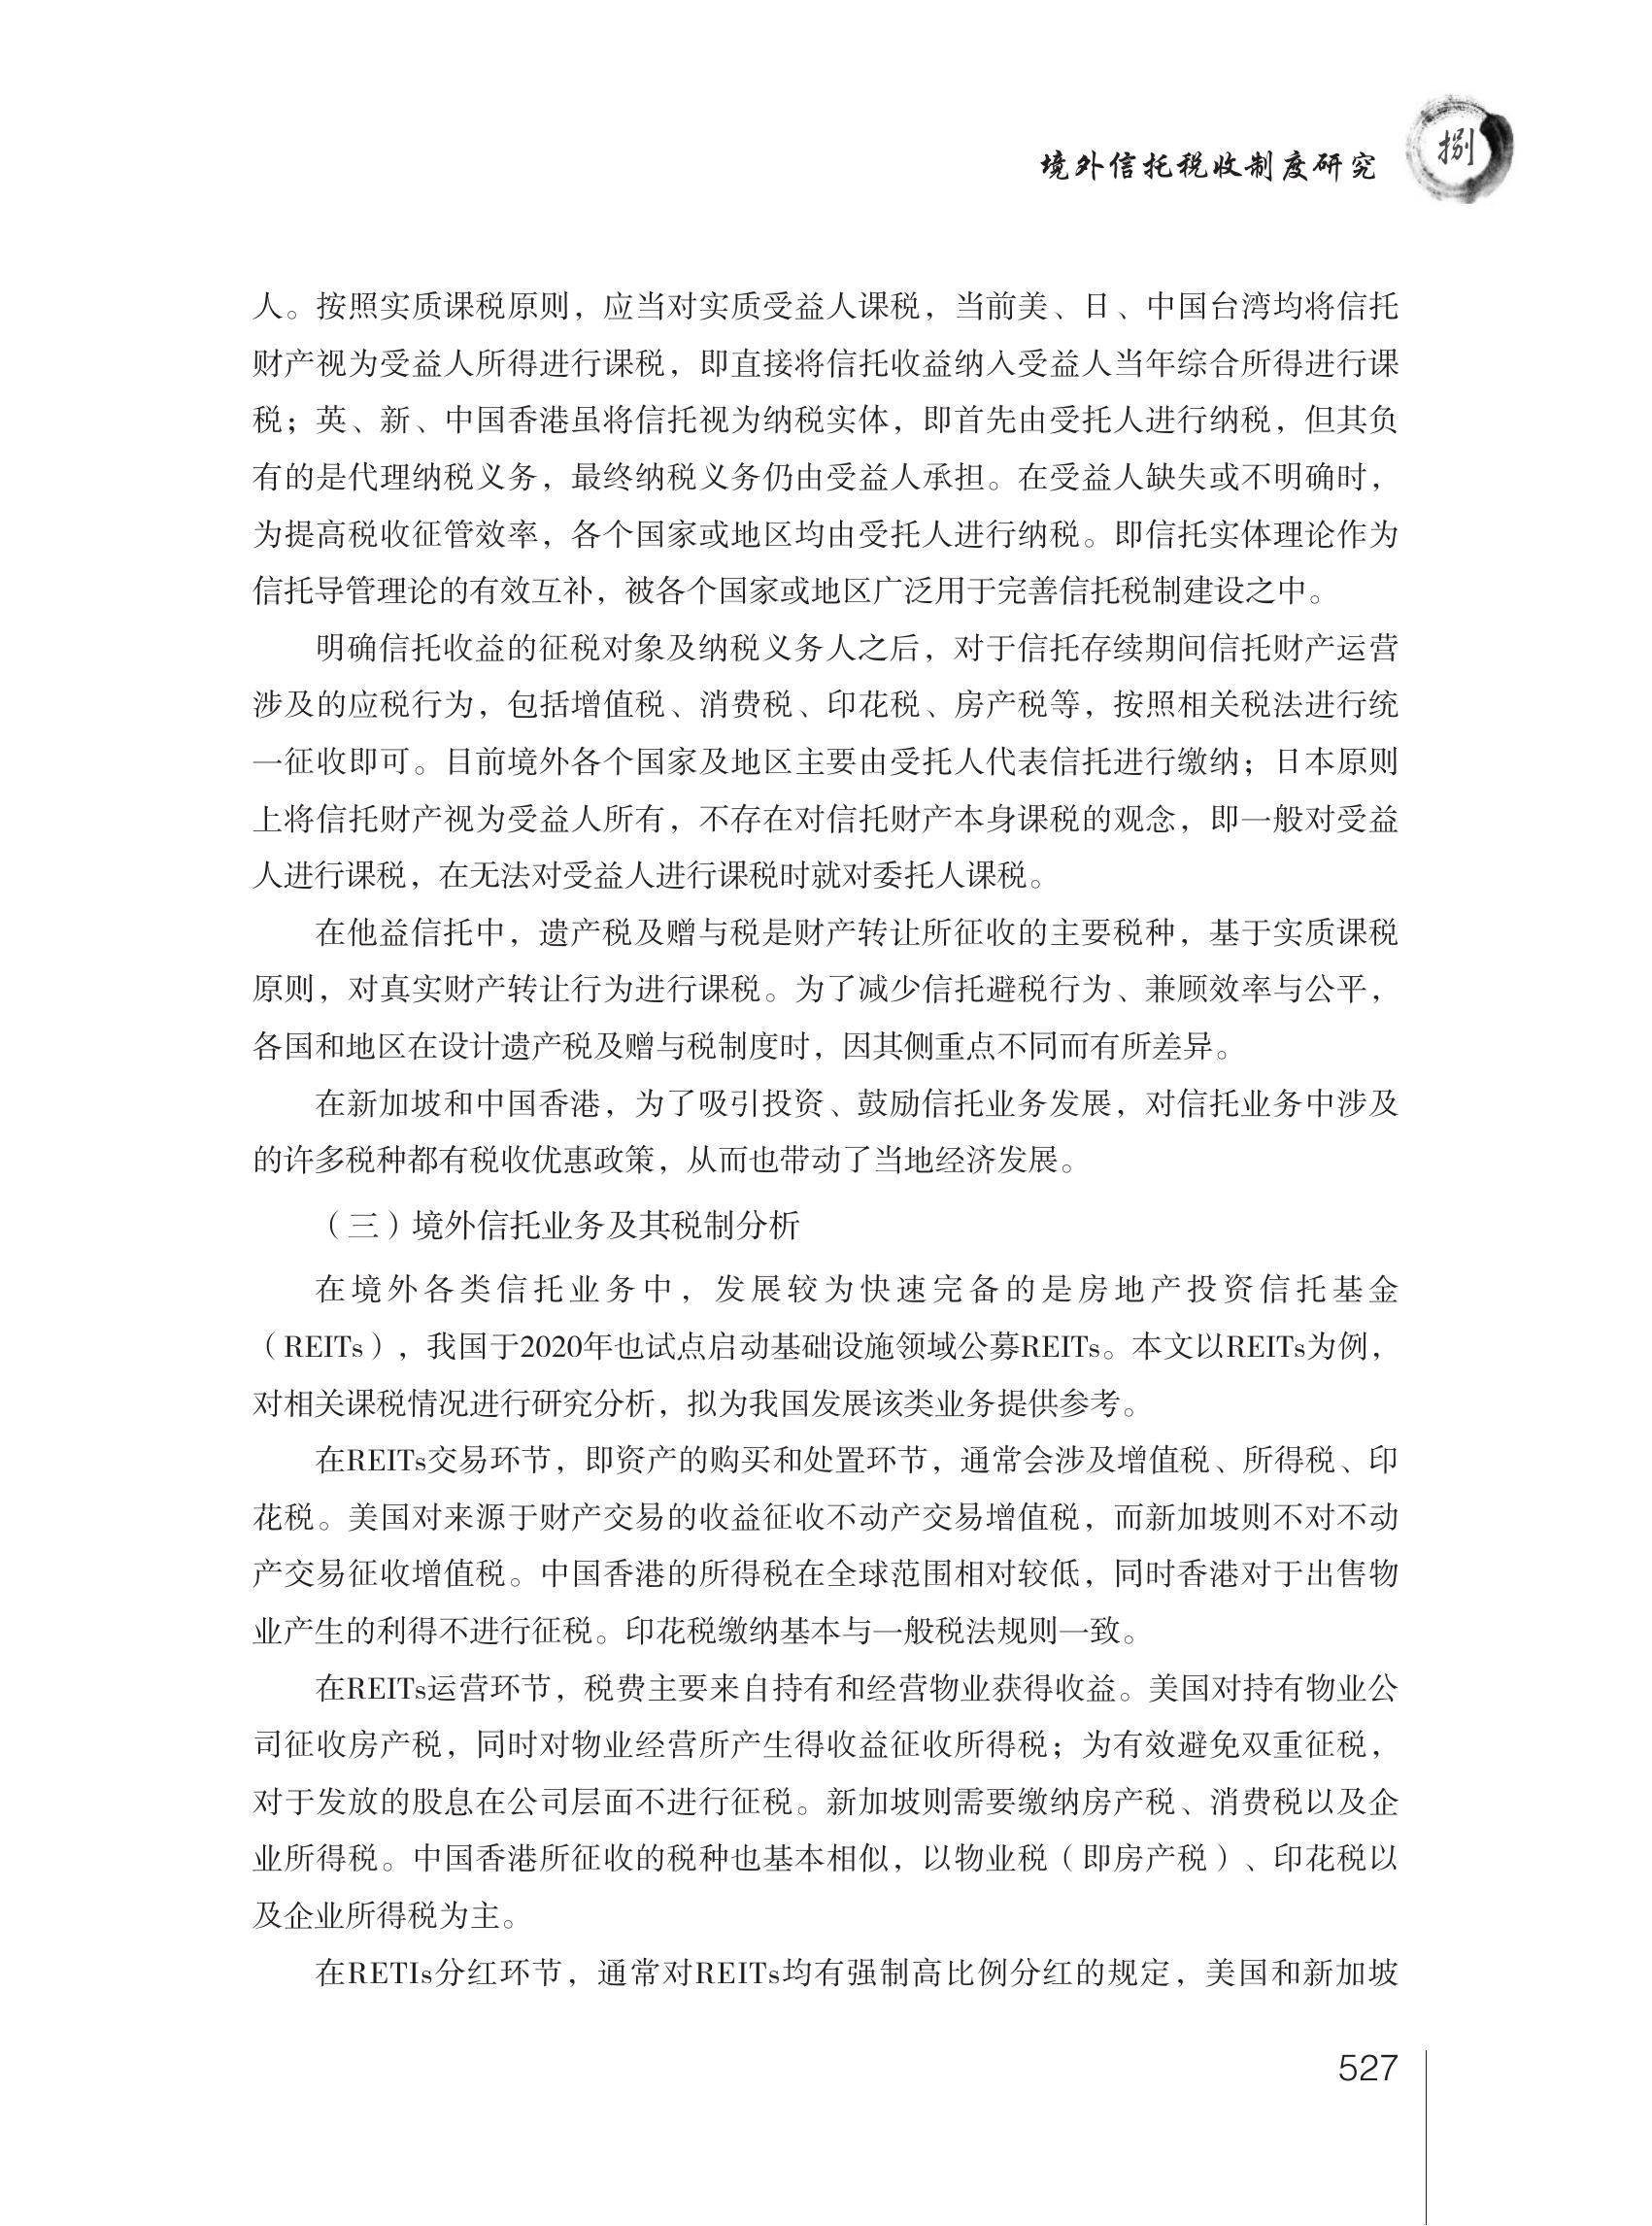 境外信托税收制度研究
捌
人。按照实质课税原则，应当对实质受益人课税，当前美、日、中国台湾均将信托
财产视为受益人所得进行课税，即直接将信托收益纳入受益人当年综合所得进行课
税；英、新、中国香港虽将信托视为纳税实体，即首先由受托人进行纳税，但其负
有的是代理纳税义务，最终纳税义务仍由受益人承担。在受益人缺失或不明确时，
为提高税收征管效率，各个国家或地区均由受托人进行纳税。即信托实体理论作为
信托导管理论的有效互补，被各个国家或地区广泛用于完善信托税制建设之中。
明确信托收益的征税对象及纳税义务人之后，对于信托存续期间信托财产运营
涉及的应税行为，包括增值税、消费税、印花税、房产税等，按照相关税法进行统
一征收即可。目前境外各个国家及地区主要由受托人代表信托进行缴纳；日本原则
上将信托财产视为受益人所有，不存在对信托财产本身课税的观念，即一般对受益
人进行课税，在无法对受益人进行课税时就对委托人课税。
在他益信托中，遗产税及赠与税是财产转让所征收的主要税种，基于实质课税
原则，对真实财产转让行为进行课税。为了减少信托避税行为、兼顾效率与公平，
各国和地区在设计遗产税及赠与税制度时，因其侧重点不同而有所差异。
在新加坡和中国香港，为了吸引投资、鼓励信托业务发展，对信托业务中涉及
的许多税种都有税收优惠政策，从而也带动了当地经济发展。
（三）境外信托业务及其税制分析
在境外各类信托业务中，发展较为快速完备的是房地产投资信托基金
（REITs），我国于2020年也试点启动基础设施领域公募REITs。本文以REITs为例，
对相关课税情况进行研究分析，拟为我国发展该类业务提供参考。
在REITs交易环节，即资产的购买和处置环节，通常会涉及增值税、所得税、印
花税。美国对来源于财产交易的收益征收不动产交易增值税，而新加坡则不对不动
产交易征收增值税。中国香港的所得税在全球范围相对较低，同时香港对于出售物
业产生的利得不进行征税。印花税缴纳基本与一般税法规则一致。
在REITs运营环节，税费主要来自持有和经营物业获得收益。美国对持有物业公
司征收房产税，同时对物业经营所产生得收益征收所得税；为有效避免双重征税，
对于发放的股息在公司层面不进行征税。新加坡则需要缴纳房产税、消费税以及企
业所得税。中国香港所征收的税种也基本相似，以物业税（即房产税）、印花税以
及企业所得税为主。
在RETIs分红环节，通常对REITs均有强制高比例分红的规定，美国和新加坡
527